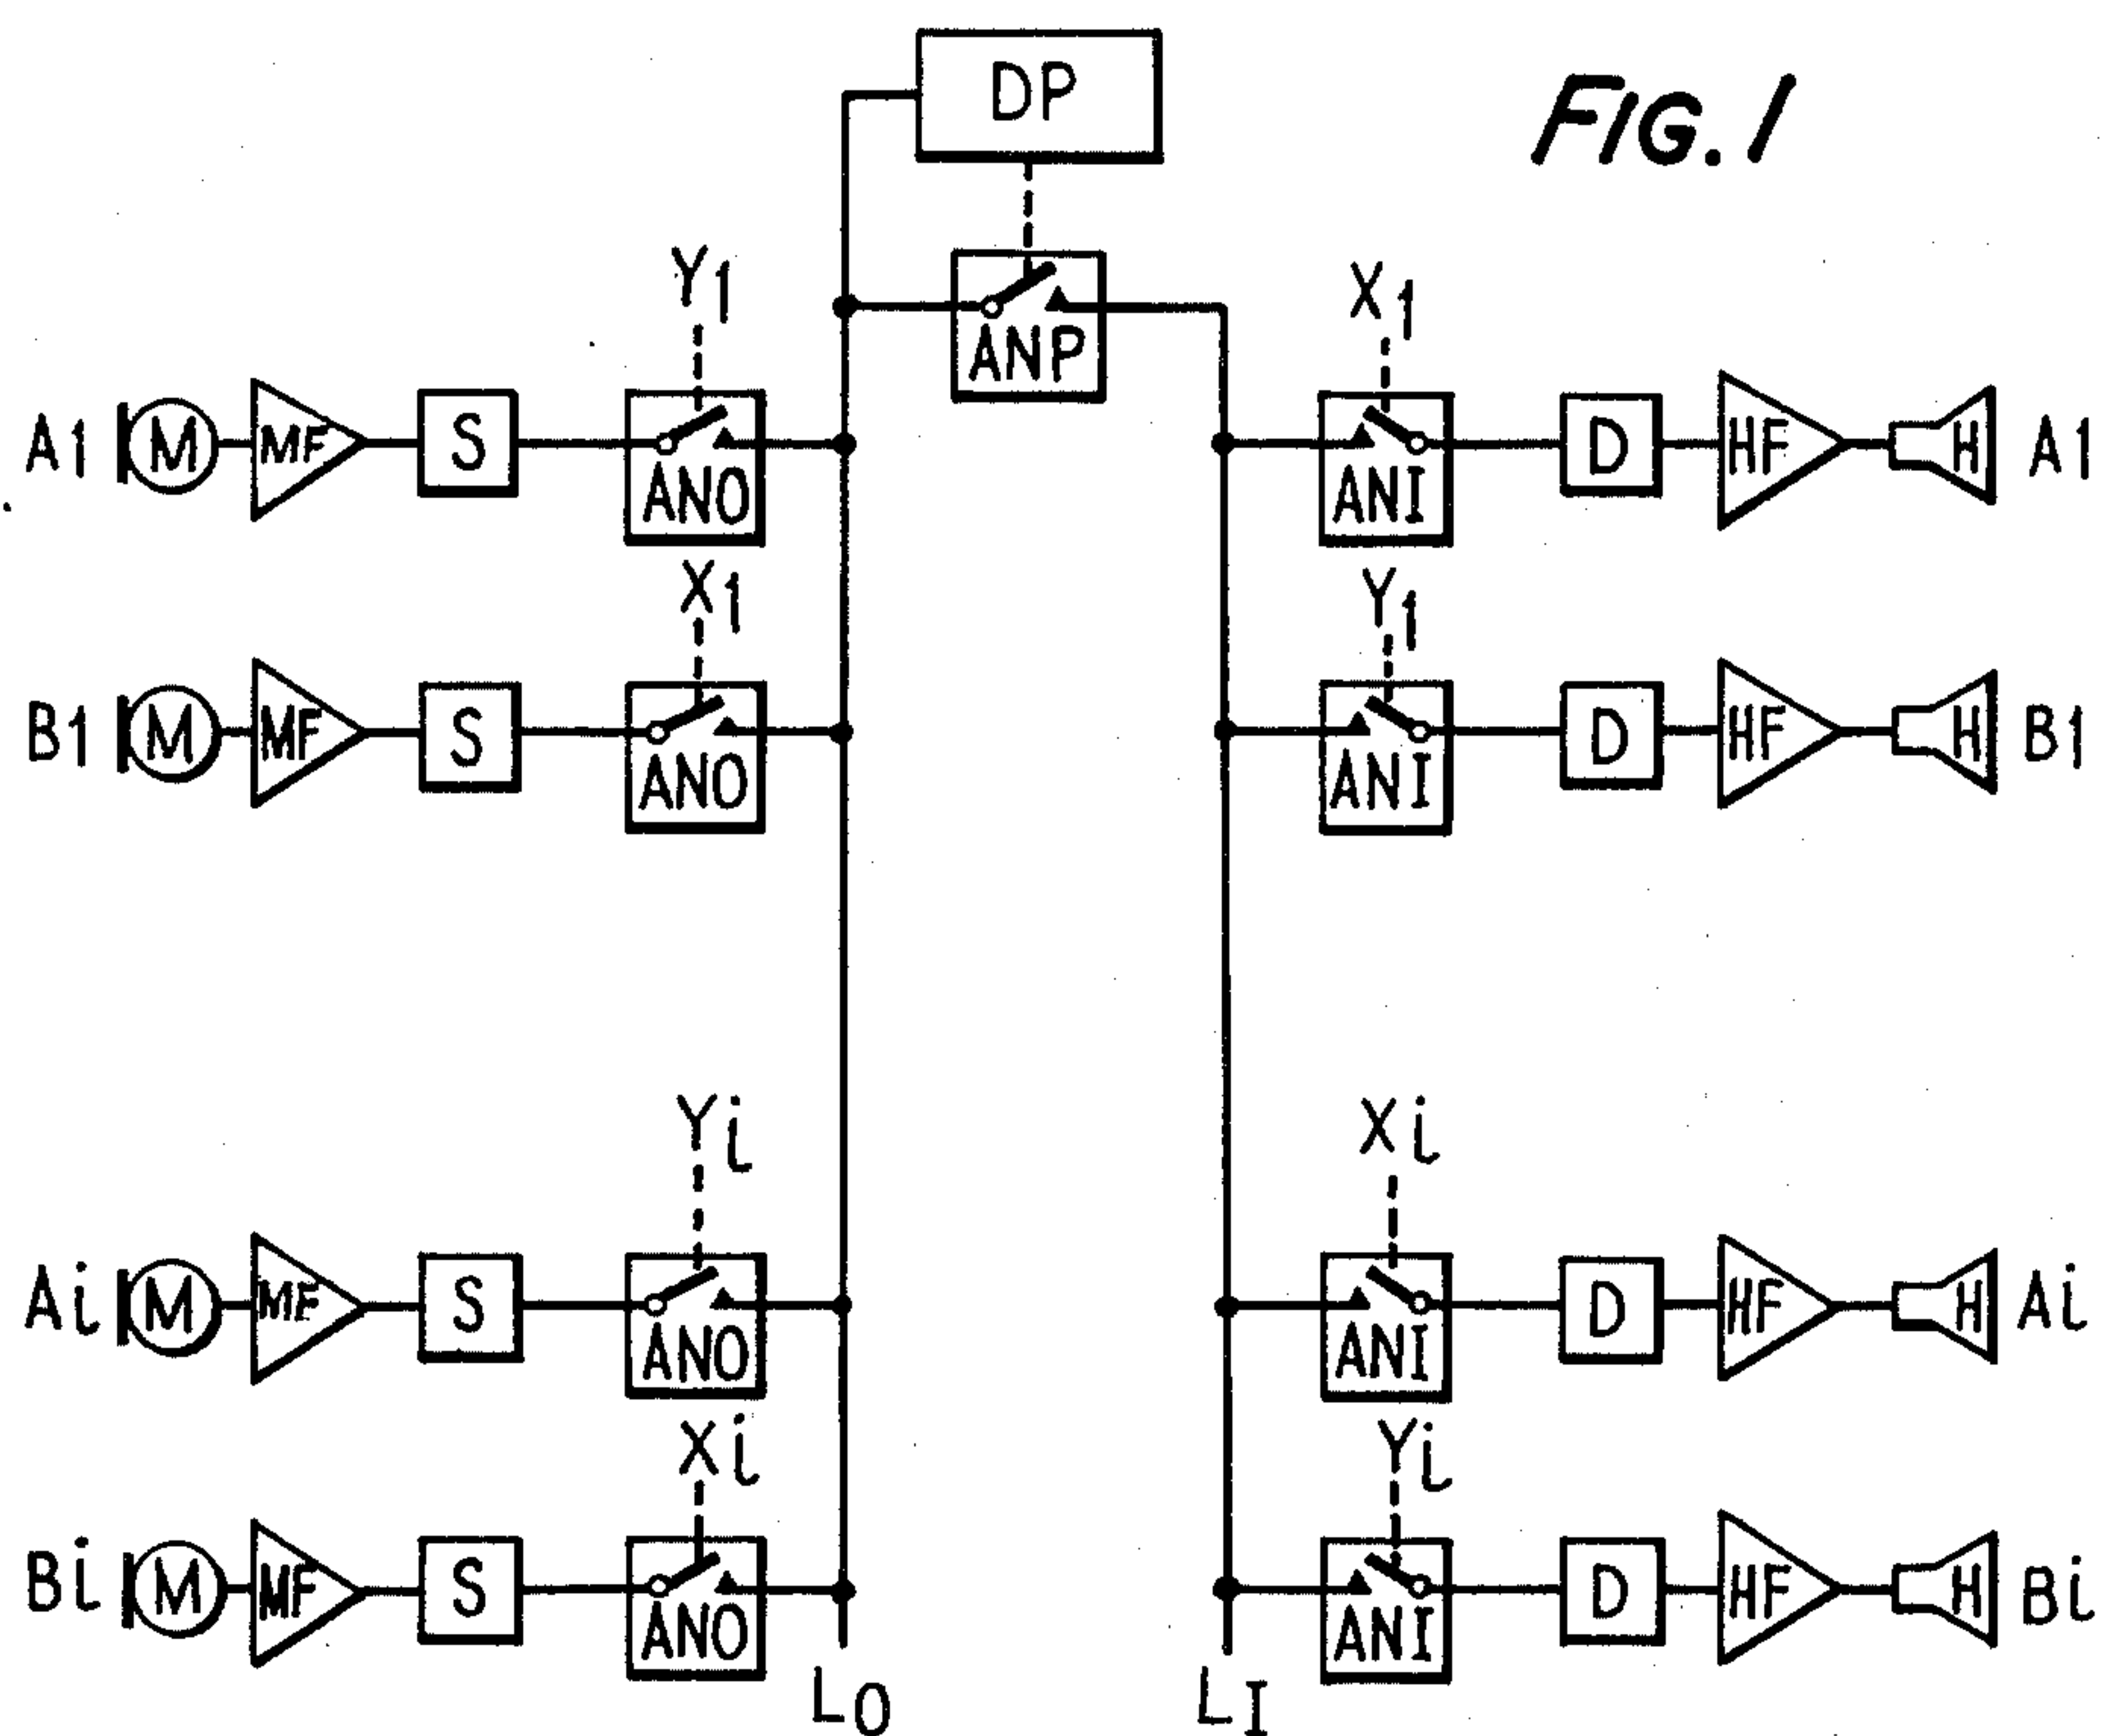 DP
FIG. 1
ANP
Y1
X1
A1 M MF S ANO ANI D HF H A1
X1
Y1
B1 M MF S ANO ANI D HF H B1
Yi
Xi
Ai M MF S ANO ANI D HF H Ai
Xi
Yi
Bi M MF S ANO ANI D HF H Bi
LO
LI